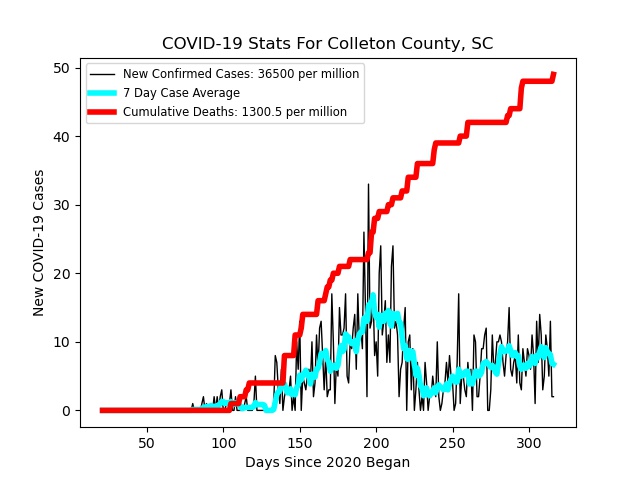 COVID-19 Stats For Colleton County, SC
New Confirmed Cases: 36500 per million
7 Day Case Average
Cumulative Deaths: 1300.5 per million
New COVID-19 Cases
50
40
30
20
10
0
50 100 150 200 250 300
Days Since 2020 Began